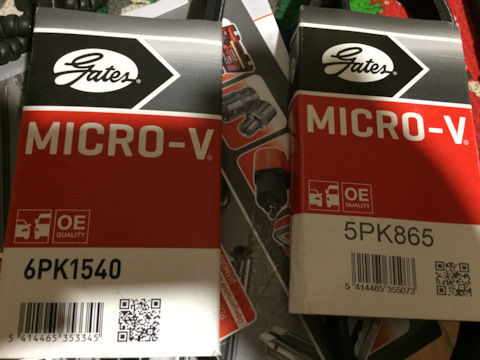 Gates
MICRO-V®
OE
QUALITY
6PK1540
5 414465 353345
Gates
MICRO-V®
OE
QUALITY
5PK865
5 414465 355073